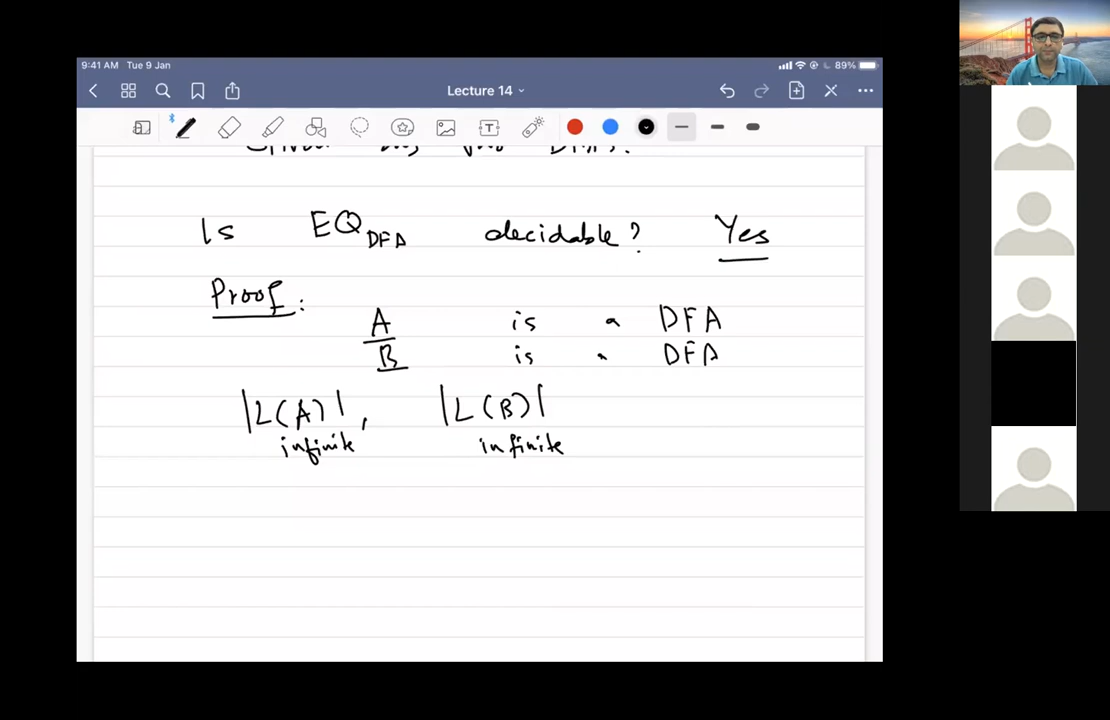 9:41 AM Tue 9 Jan
89%
Lecture 14
Is EQ DFA decidable? Yes
Proof:
A is a DFA
B is a DFA
|L(A)|, |L(B)|
infinite infinite